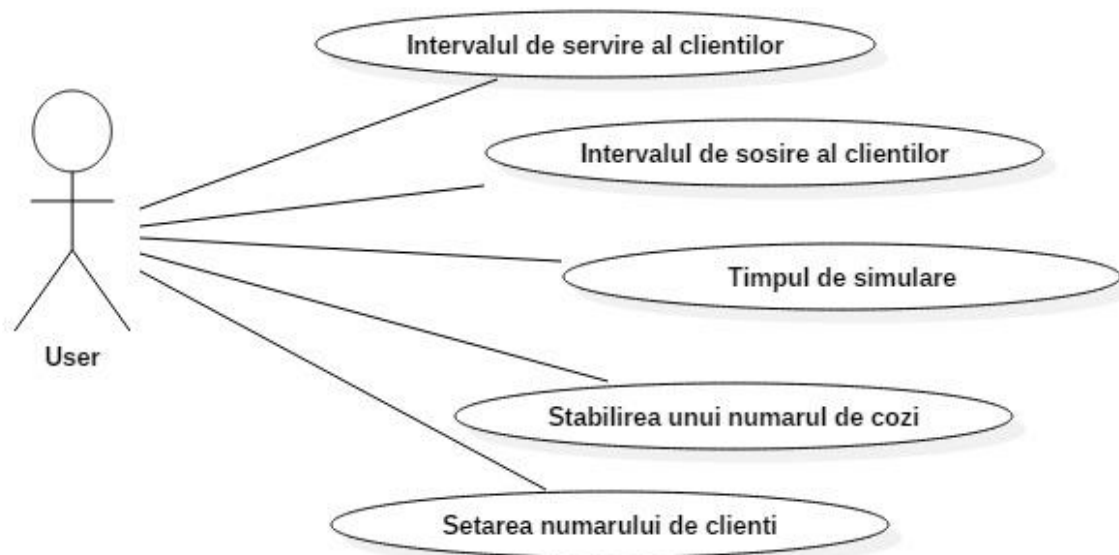 Intervalul de servire al clientilor
Intervalul de sosire al clientilor
Timpul de simulare
User
Stabilirea unui numarul de cozi
Setarea numarului de clienti